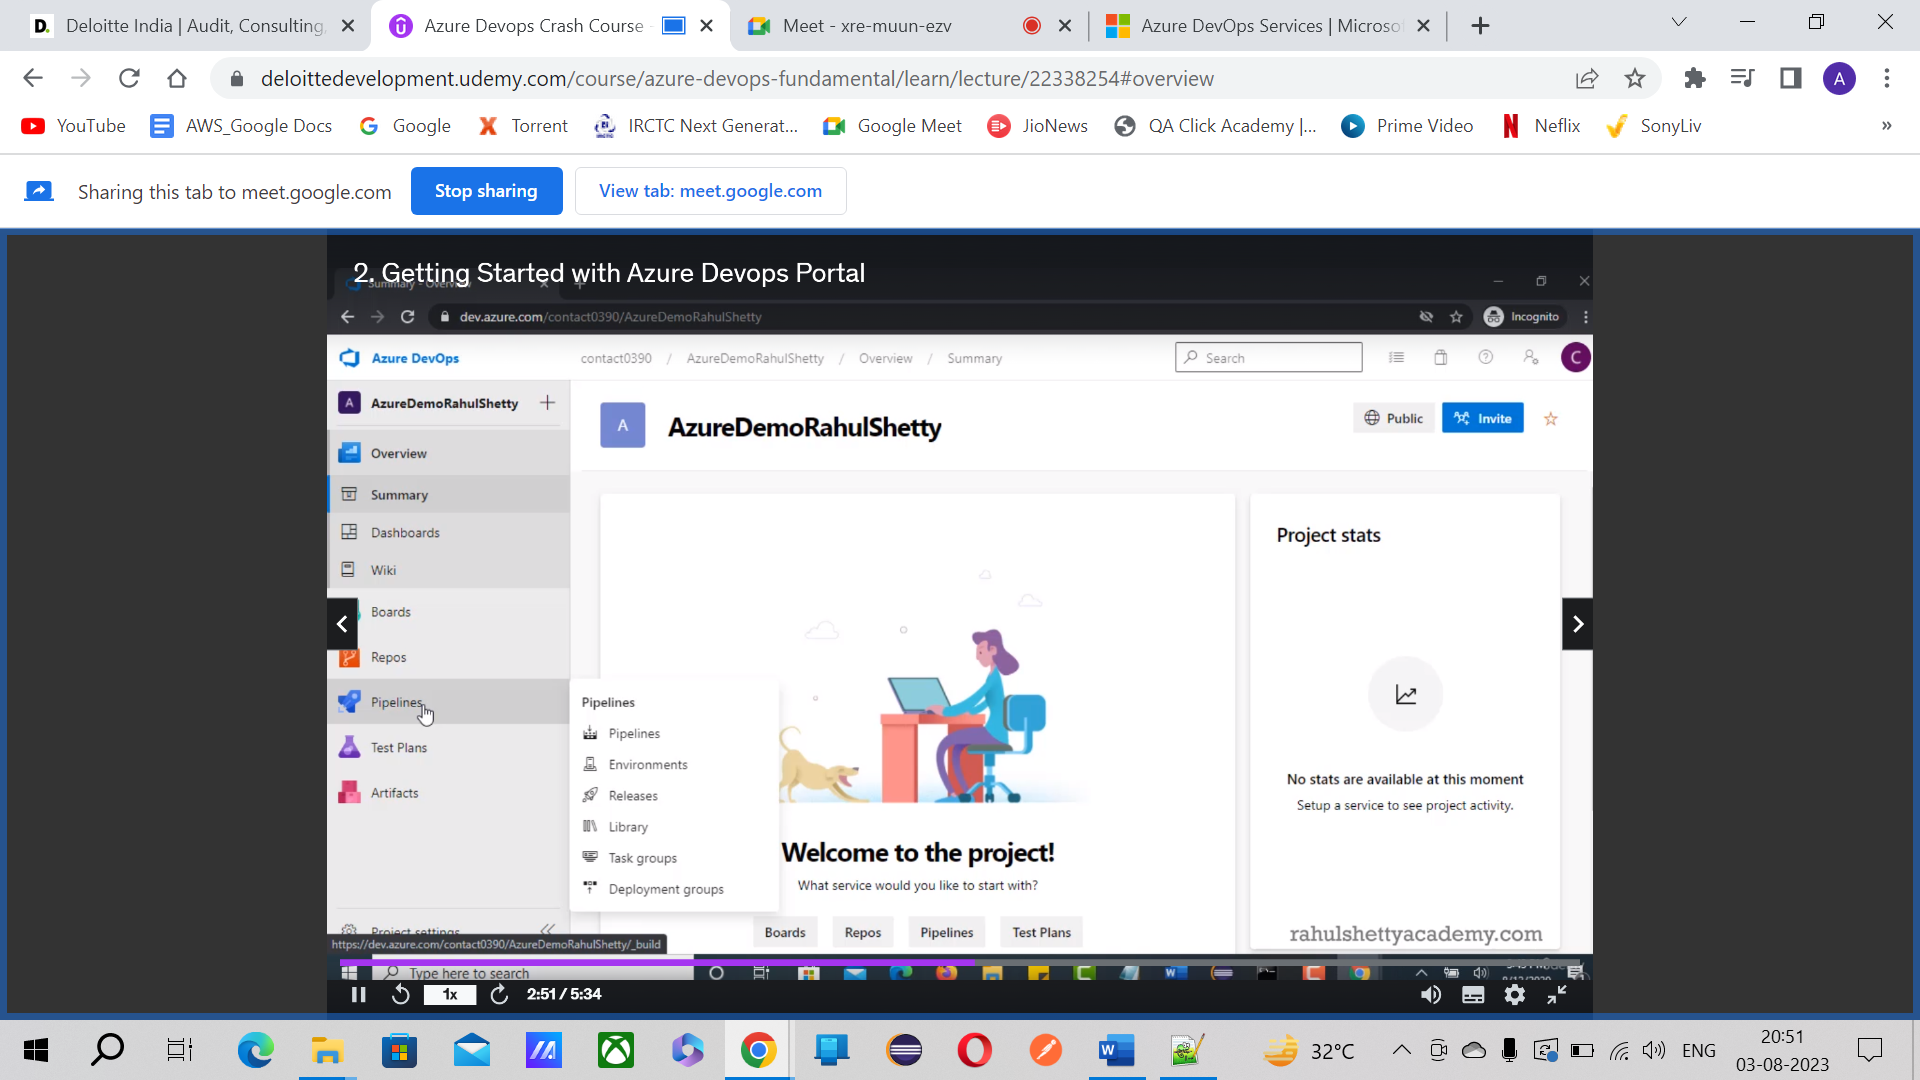 Deloitte India | Audit, Consulting,
Azure Devops Crash Course
Meet - xre-muun-ezv
Azure DevOps Services | Microso
deloittedevelopment.udemy.com/course/azure-devops-fundamental/learn/lecture/22338254#overview
A
YouTube
AWS_Google Docs
Google
Torrent
IRCTC Next Generat...
Google Meet
JioNews
QA Click Academy |...
Prime Video
Neflix
SonyLiv
»
Sharing this tab to meet.google.com
Stop sharing
View tab: meet.google.com
2. Getting Started with Azure Devops Portal
Summary - Overview
dev.azure.com/contact0390/AzureDemoRahulShetty
Incognito
Azure DevOps
contact0390 / AzureDemoRahulShetty / Overview / Summary
Search
C
A
AzureDemoRahulShetty
A
AzureDemoRahulShetty
Public
Invite
Overview
Summary
Dashboards
Wiki
Boards
Repos
Pipelines
Test Plans
Artifacts
Project settings
Pipelines
Pipelines
Environments
Releases
Library
Task groups
Deployment groups
Welcome to the project!
What service would you like to start with?
Boards
Repos
Pipelines
Test Plans
Project stats
No stats are available at this moment
Setup a service to see project activity.
rahulshettyacademy.com
https://dev.azure.com/contact0390/AzureDemoRahulShetty/_build
Type here to search
1x
2:51 / 5:34
32°C
ENG
20:51
03-08-2023